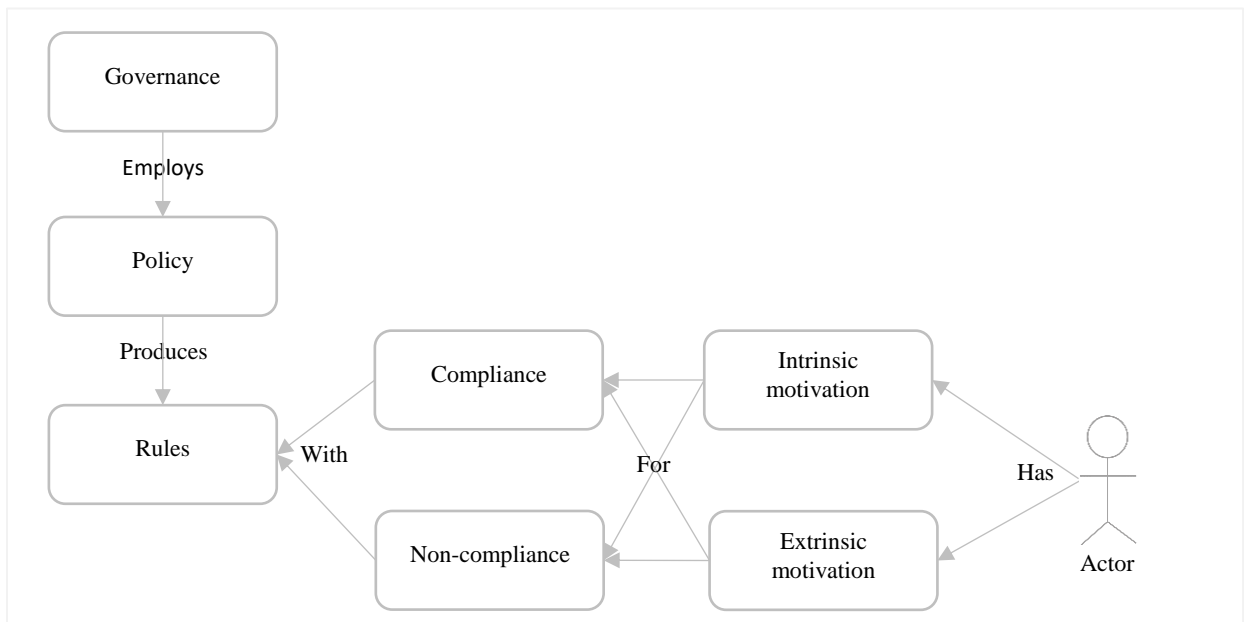 Governance
Employs
Policy
Produces
Rules
With
Compliance
Non-compliance
For
Intrinsic
motivation
Extrinsic
motivation
Has
Actor